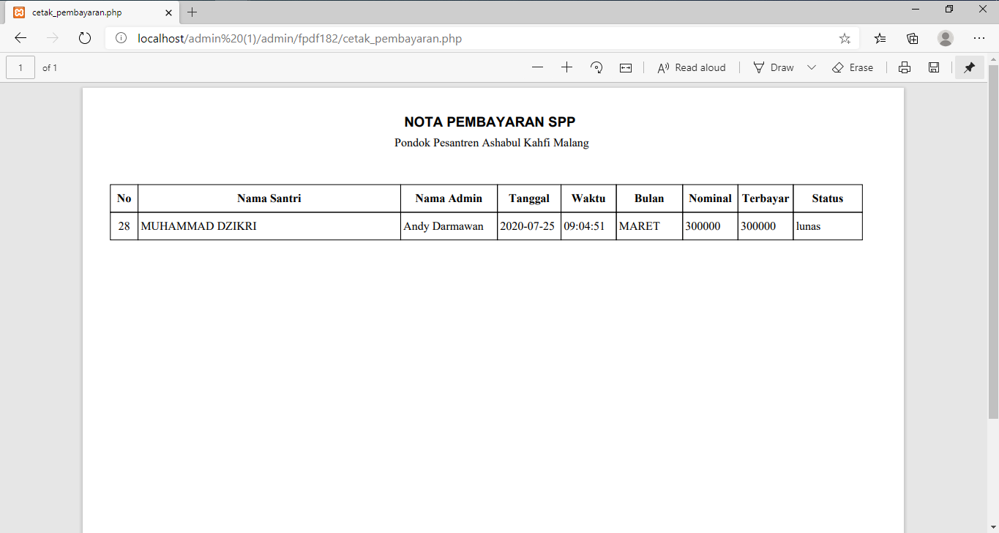 cetak_pembayaran.php
localhost/admin%20(1)/admin/fpdf182/cetak_pembayaran.php
1 of 1 Read aloud Draw Erase
NOTA PEMBAYARAN SPP
Pondok Pesantren Ashabul Kahfi Malang
No Nama Santri Nama Admin Tanggal Waktu Bulan Nominal Terbayar Status
28 MUHAMMAD DZIKRI Andy Darmawan 2020-07-25 09:04:51 MARET 300000 300000 lunas